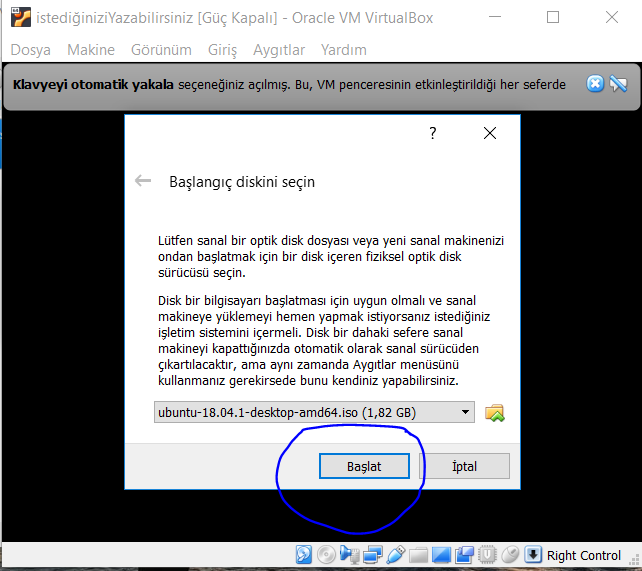 istediğiniziYazabilirsiniz [Güç Kapalı] - Oracle VM VirtualBox
Dosya Makine Görünüm Giriş Aygıtlar Yardım
Klavyeyi otomatik yakala seçeneğiniz açılmış. Bu, VM penceresinin etkinleştirildiği her seferde
?
Başlangıç diskini seçin
Lütfen sanal bir optik disk dosyası veya yeni sanal makinenizi
ondan başlatmak için bir disk içeren fiziksel optik disk
sürücüsü seçin.
Disk bir bilgisayarı başlatması için uygun olmalı ve sanal
makineye yüklemeyi hemen yapmak istiyorsanız istediğiniz
işletim sistemini içermeli. Disk bir dahaki sefere sanal
makineyi kapattığınızda otomatik olarak sanal sürücüden
çıkartılacaktır, ama aynı zamanda Aygıtlar menüsünü
kullanmanız gerekirsede bunu kendiniz yapabilirsiniz.
ubuntu-18.04.1-desktop-amd64.iso (1,82 GB)
Başlat İptal
Right Control